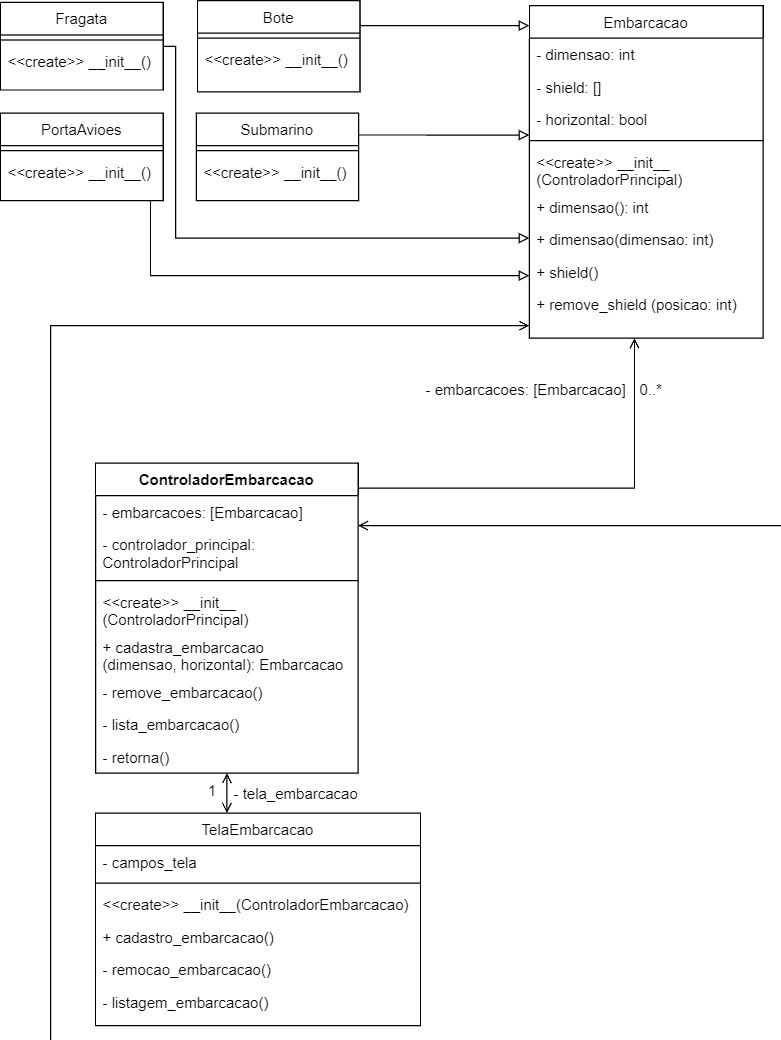 Fragata
<<create>> __init__()
Bote
<<create>> __init__()
PortaAvioes
<<create>> __init__()
Submarino
<<create>> __init__()
Embarcacao
- dimensao: int
- shield: []
- horizontal: bool
<<create>> __init__
(ControladorPrincipal)
+ dimensao(): int
+ dimensao(dimensao: int)
+ shield()
+ remove_shield (posicao: int)
- embarcacoes: [Embarcacao]
0..*
ControladorEmbarcacao
- embarcacoes: [Embarcacao]
- controlador_principal:
ControladorPrincipal
<<create>> __init__
(ControladorPrincipal)
+ cadastra_embarcacao
(dimensao, horizontal): Embarcacao
- remove_embarcacao()
- lista_embarcacao()
- retorna()
1
- tela_embarcacao
TelaEmbarcacao
- campos_tela
<<create>> __init__(ControladorEmbarcacao)
+ cadastro_embarcacao()
- remocao_embarcacao()
- listagem_embarcacao()